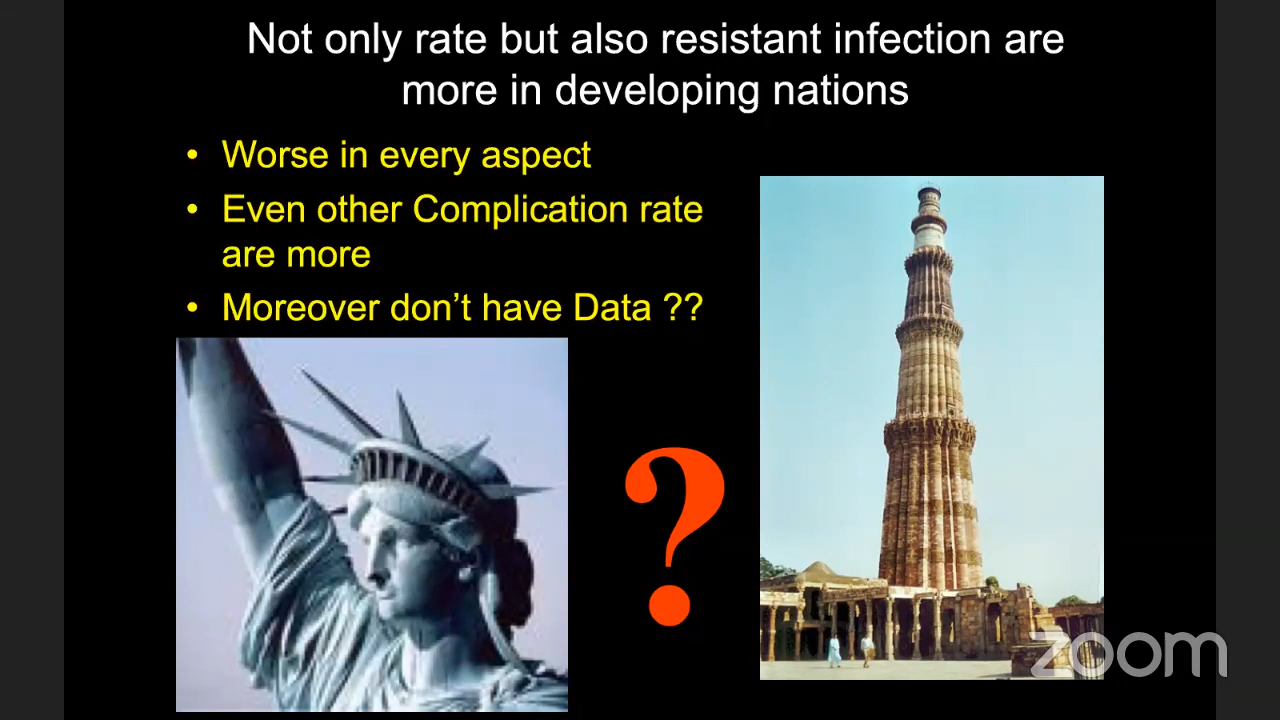 Not only rate but also resistant infection are
more in developing nations
• Worse in every aspect
• Even other Complication rate
are more
• Moreover don’t have Data ??
?
zoom